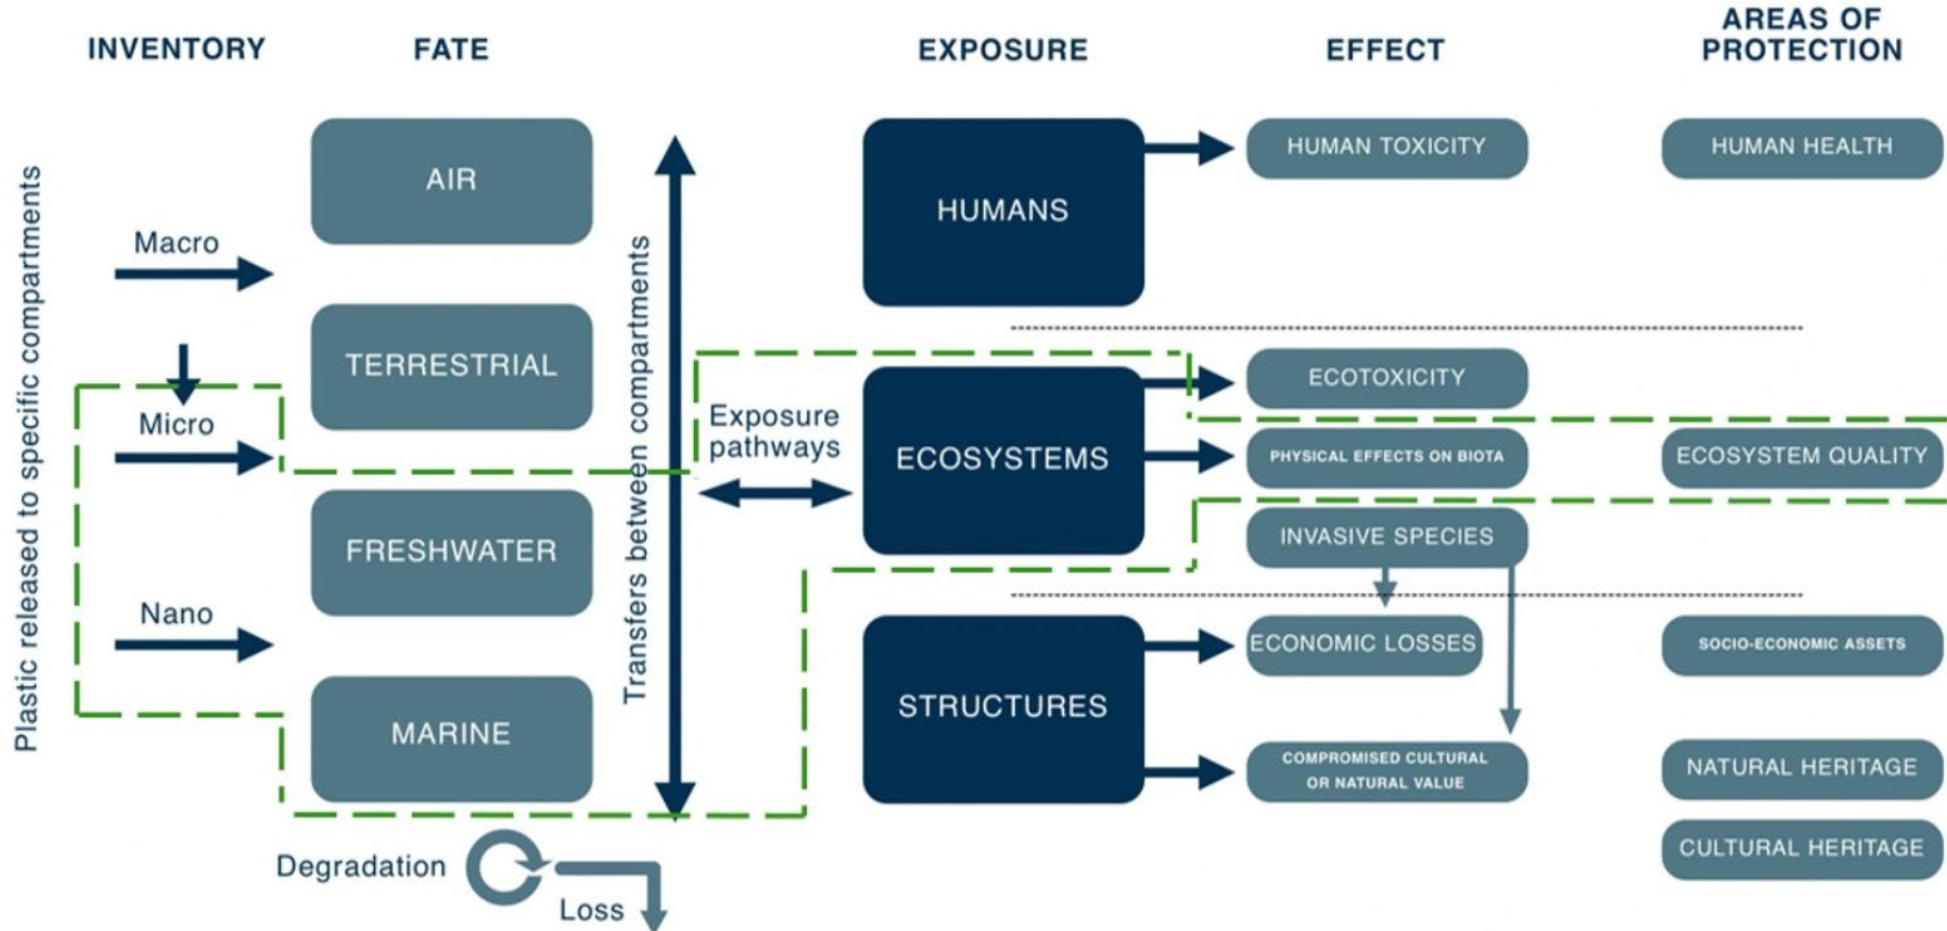 INVENTORY
FATE
EXPOSURE
EFFECT
AREAS OF
PROTECTION
Plastic released to specific compartments
Macro
Micro
Nano
AIR
TERRESTRIAL
FRESHWATER
MARINE
Transfers between compartments
Exposure
pathways
HUMANS
ECOSYSTEMS
STRUCTURES
HUMAN TOXICITY
ECOTOXICITY
PHYSICAL EFFECTS ON BIOTA
INVASIVE SPECIES
ECONOMIC LOSSES
COMPROMISED CULTURAL
OR NATURAL VALUE
HUMAN HEALTH
ECOSYSTEM QUALITY
SOCIO-ECONOMIC ASSETS
NATURAL HERITAGE
CULTURAL HERITAGE
Degradation
Loss